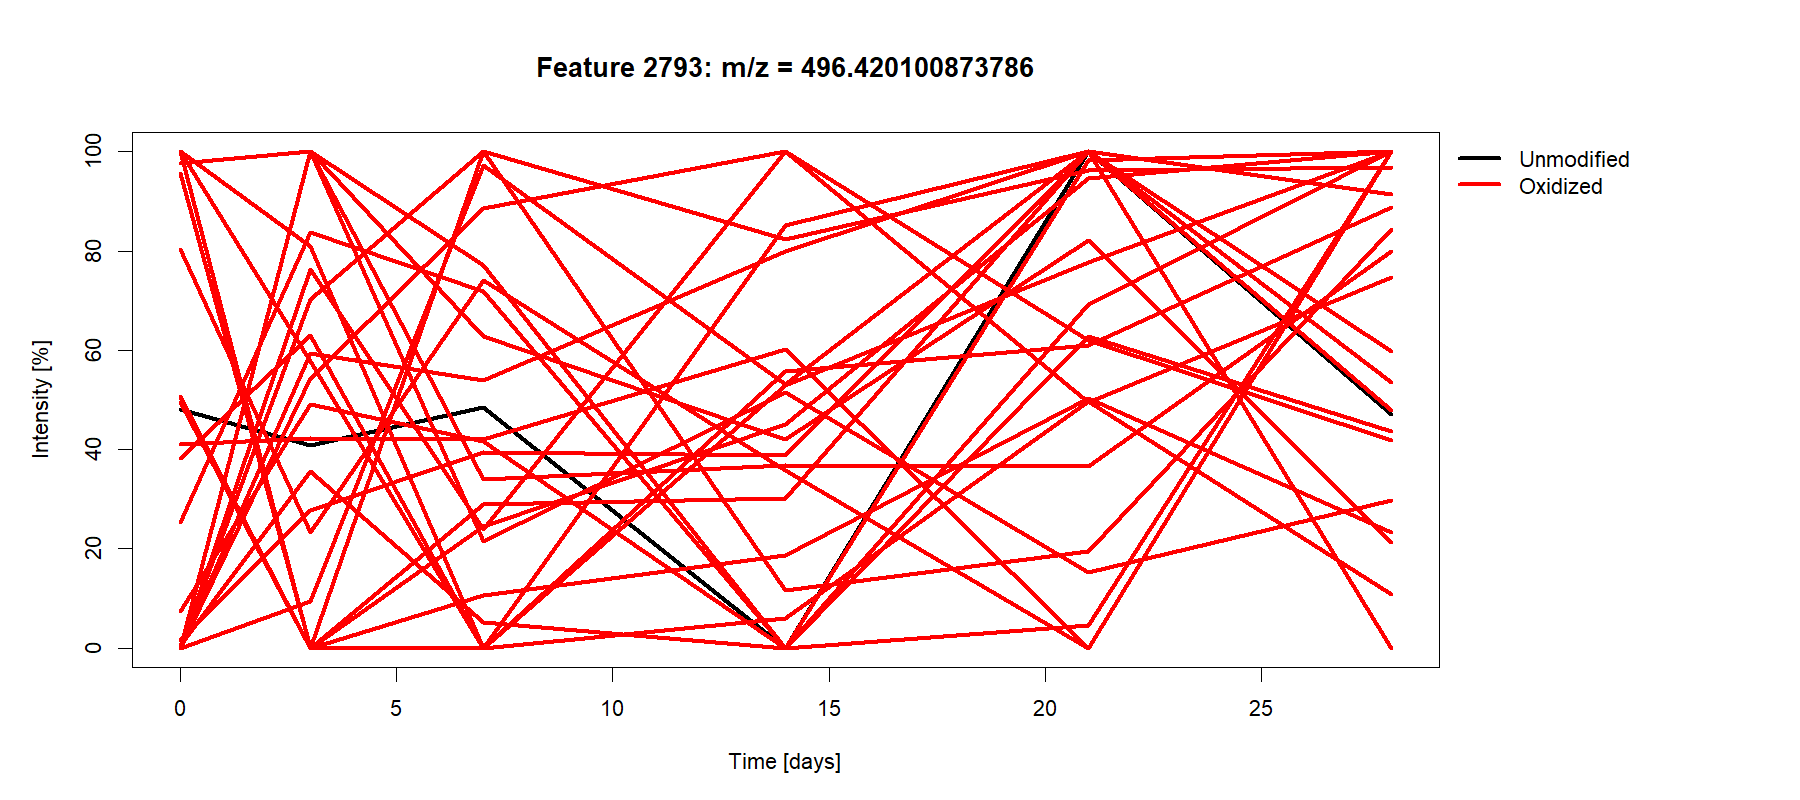 Feature 2793: m/z = 496.420100873786
Unmodified
Oxidized
Intensity [%]
100
80
60
40
20
0
0 5 10 15 20 25
Time [days]